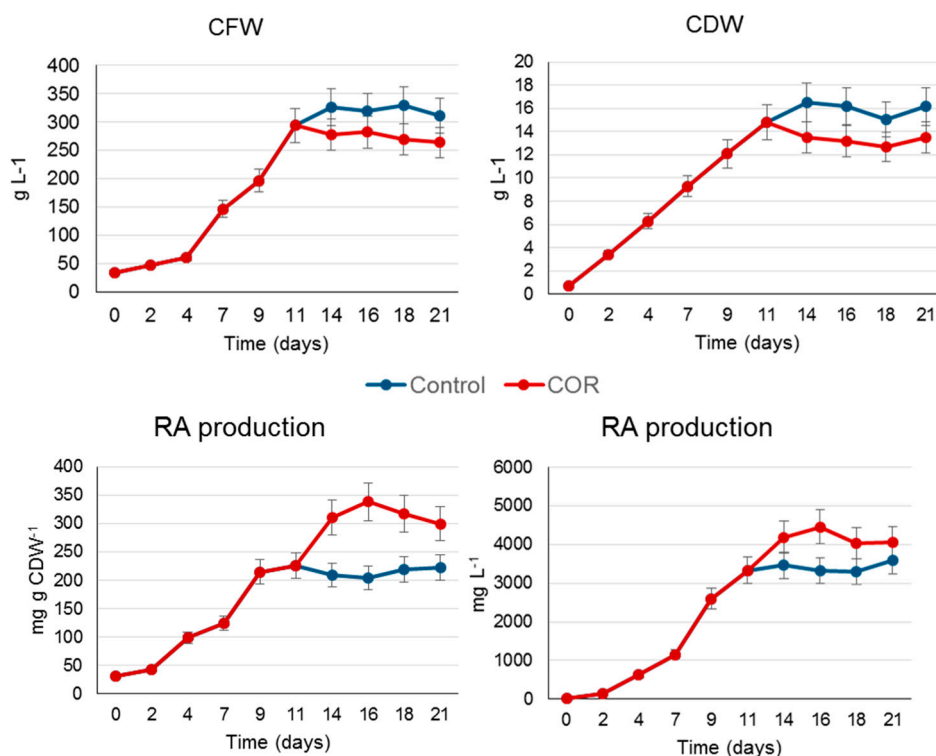 CFW
g L-1
400
350
300
250
200
150
100
50
0
0 2 4 7 9 11 14 16 18 21
Time (days)
CDW
g L-1
20
18
16
14
12
10
8
6
4
2
0
0 2 4 7 9 11 14 16 18 21
Time (days)
Control COR
RA production
mg g CDW⁻¹
400
350
300
250
200
150
100
50
0
0 2 4 7 9 11 14 16 18 21
Time (days)
RA production
mg L⁻¹
6000
5000
4000
3000
2000
1000
0
0 2 4 7 9 11 14 16 18 21
Time (days)